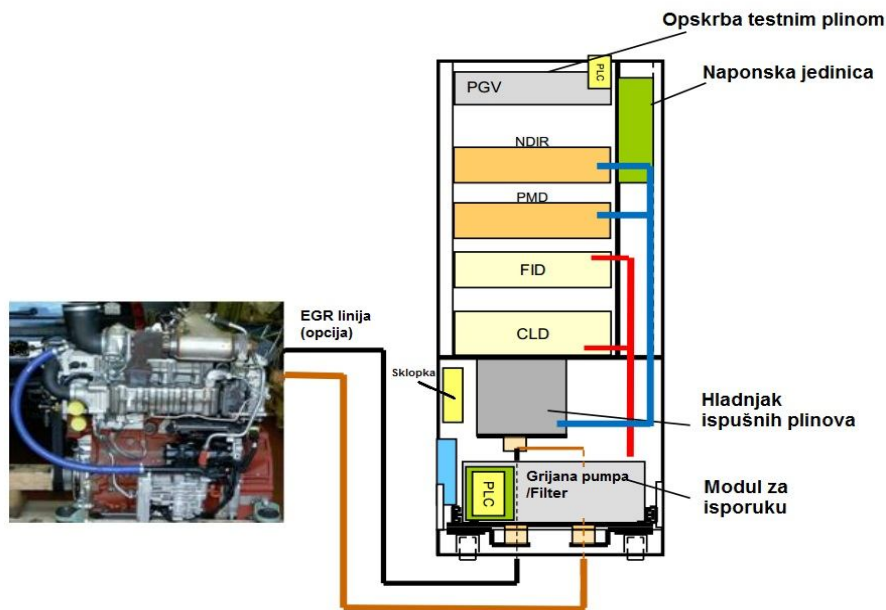 Opskrba testnim plinom
PLC
PGV
Naponska jedinica
NDIR
PMD
FID
CLD
EGR linija
(opcija)
Sklopka
Hladnjak
ispušnih plinova
Grijana pumpa
/Filter
PLC
Modul za
isporuku